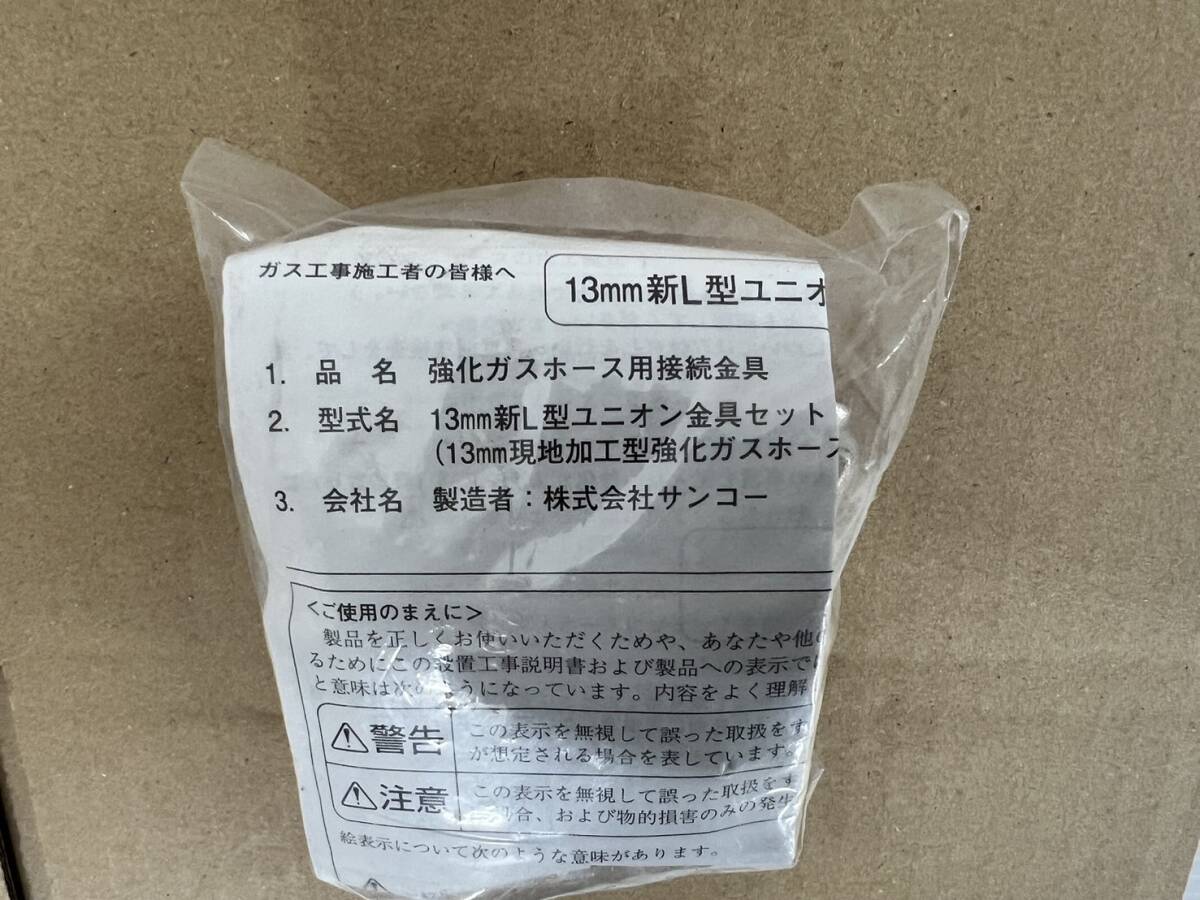 ガス工事施工者の皆様へ
13mm新L型ユニオ
1. 品 名 強化ガスホース用接続金具
2. 型式名 13mm新L型ユニオン金具セット
(13mm現地加工型強化ガスホース
3. 会社名 製造者：株式会社サンコー
<ご使用のまえに>
製品を正しくお使いいただくためや、あなたや他の
るためにこの設置工事説明書および製品への表示では
と意味は次のようになっています。内容をよく理解
警告 この表示を無視して誤った取扱をす
が想定される場合を表しています。
注意 この表示を無視して誤った取扱をす
場合、および物的損害のみの発生
絵表示について次のような意味があります。